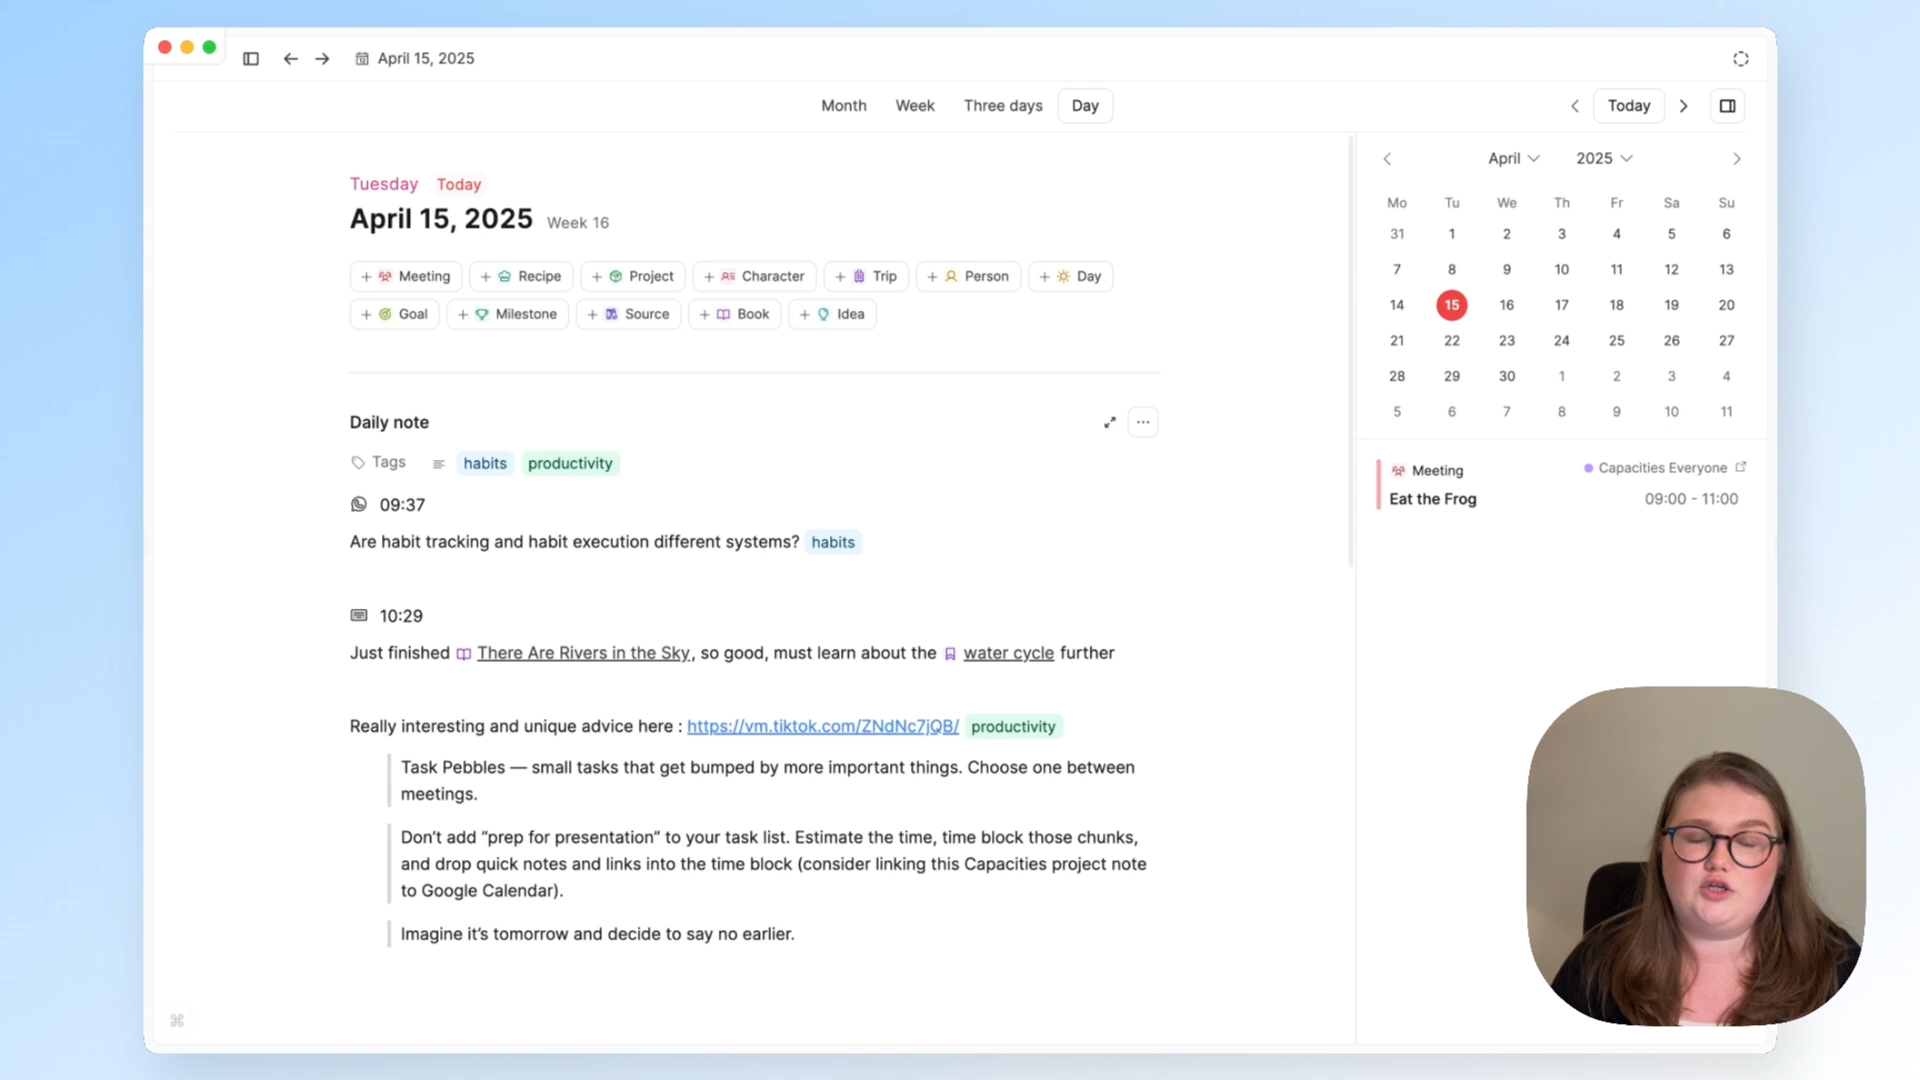 April 15, 2025
Month Week Three days Day
Today
Tuesday Today
April 15, 2025 Week 16
+ Meeting + Recipe + Project + Character + Trip + Person + Day
+ Goal + Milestone + Source + Book + Idea
Daily note
Tags habits productivity
09:37
Are habit tracking and habit execution different systems? habits
10:29
Just finished There Are Rivers in the Sky, so good, must learn about the water cycle further
Really interesting and unique advice here : https://vm.tiktok.com/ZNdNc7jQB/ productivity
Task Pebbles — small tasks that get bumped by more important things. Choose one between
meetings.
Don’t add “prep for presentation” to your task list. Estimate the time, time block those chunks,
and drop quick notes and links into the time block (consider linking this Capacities project note
to Google Calendar).
Imagine it’s tomorrow and decide to say no earlier.
April 2025
Mo Tu We Th Fr Sa Su
31 1 2 3 4 5 6
7 8 9 10 11 12 13
14 15 16 17 18 19 20
21 22 23 24 25 26 27
28 29 30 1 2 3 4
5 6 7 8 9 10 11
Meeting Capacities Everyone
Eat the Frog 09:00 - 11:00